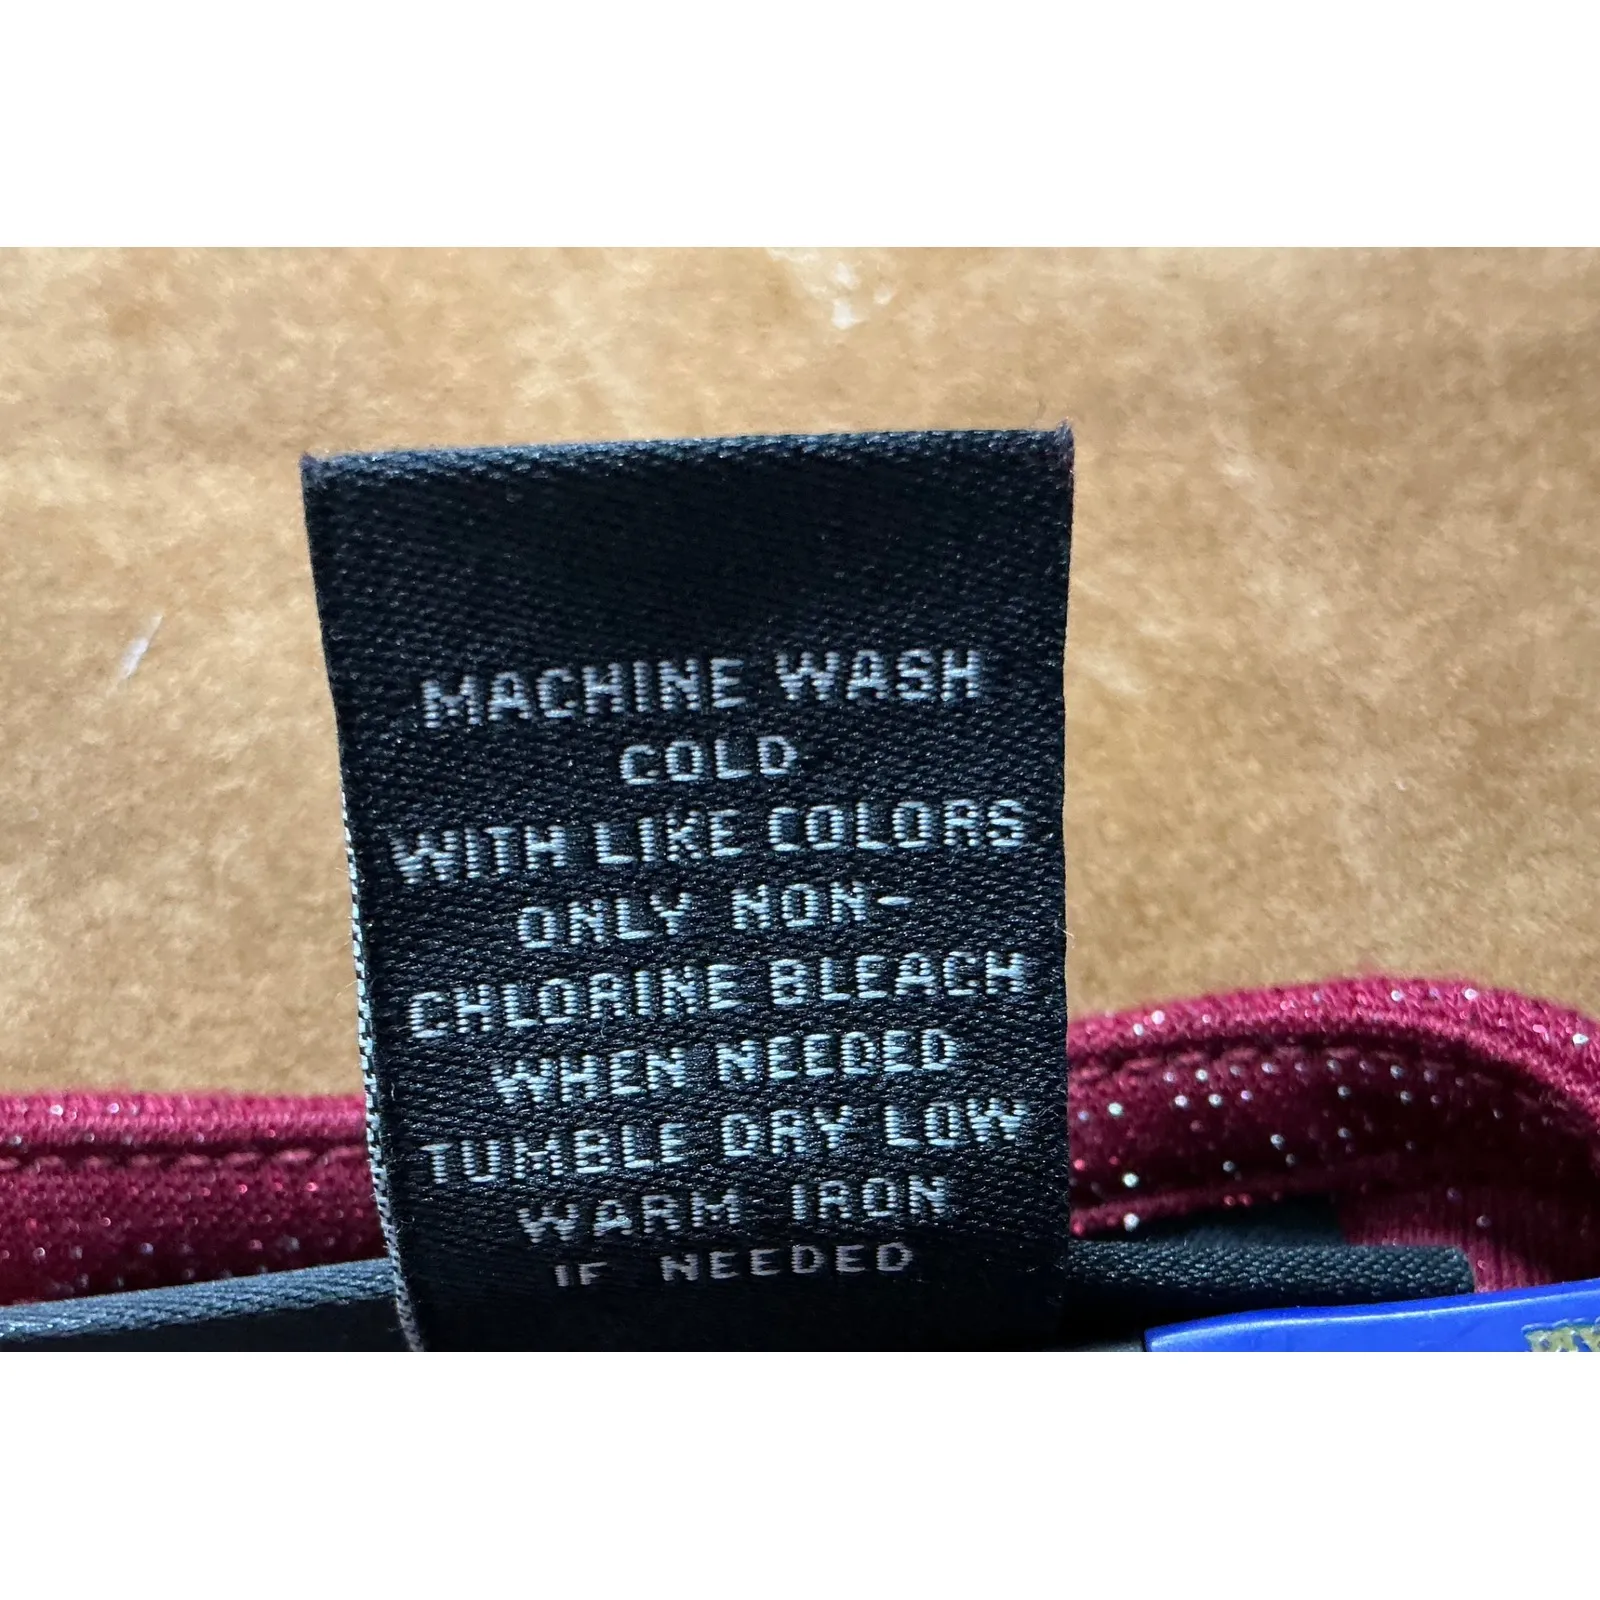 MACHINE WASH
COLD
WITH LIKE COLORS
ONLY NON-
CHLORINE BLEACH
WHEN NEEDED
TUMBLE DRY LOW
WARM IRON
IF NEEDED